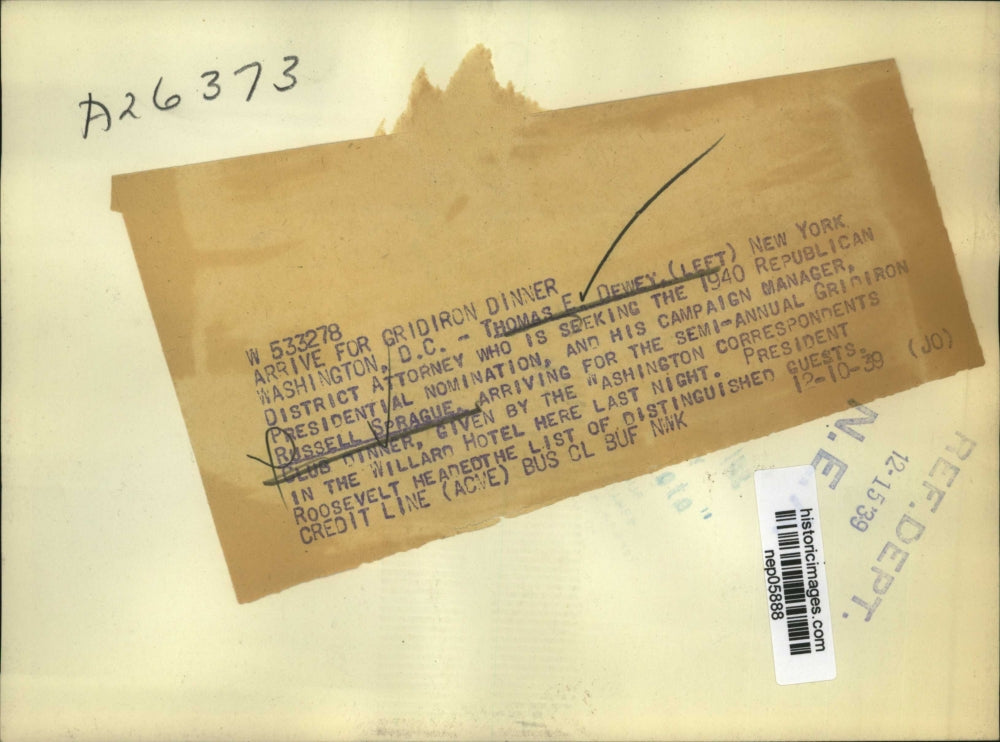 A26373
W 533278
ARRIVE FOR GRIDIRON DINNER
WASHINGTON, D.C. - THOMAS E. DEWEY, (LEFT) NEW YORK
DISTRICT ATTORNEY WHO IS SEEKING THE 1940 REPUBLICAN
PRESIDENTIAL NOMINATION, AND HIS CAMPAIGN MANAGER,
RUSSELL SPRAGUE, ARRIVING FOR THE SEMI-ANNUAL GRIDIRON
CLUB DINNER, GIVEN BY THE WASHINGTON CORRESPONDENTS
IN THE WILLARD HOTEL HERE LAST NIGHT. PRESIDENT
ROOSEVELT HEADEDTHE LIST OF DISTINGUISHED GUESTS.
CREDIT LINE (ACME) BUS CL BUF NWK 12-10-39 (JO)
N.E
12-15 39
REF. DEPT.
historicimages.com
nep05888